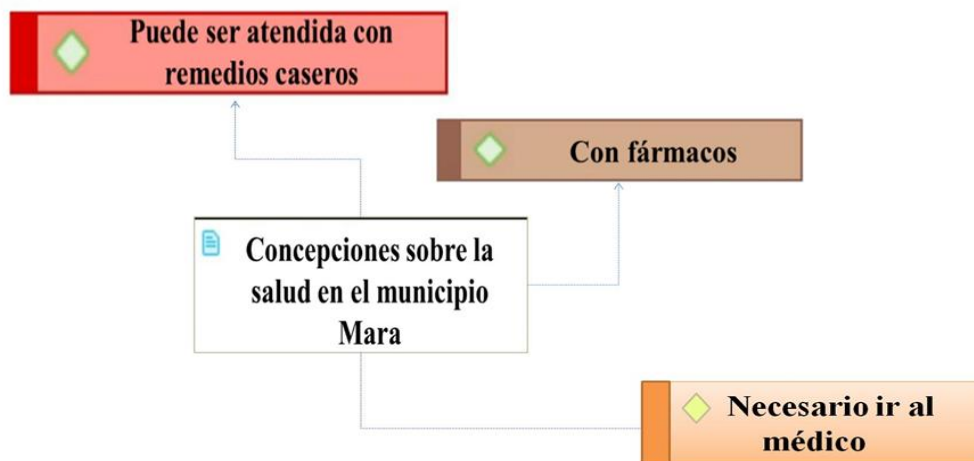 Puede ser atendida con
remedios caseros
Con fármacos
Concepciones sobre la
salud en el municipio
Mara
Necesario ir al
médico